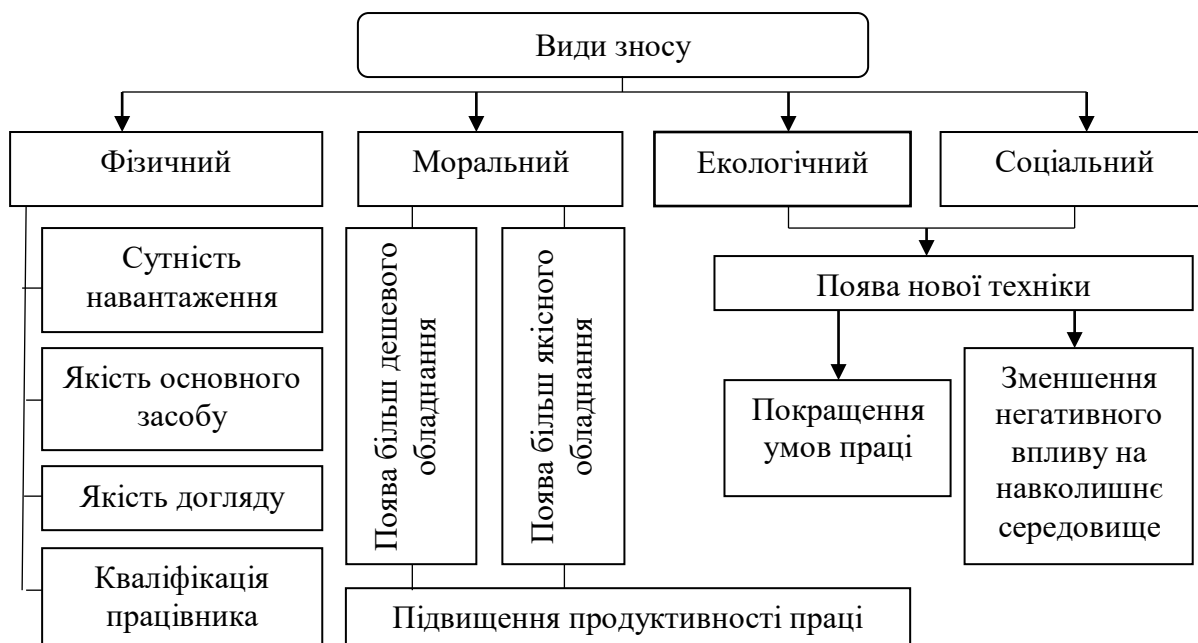 Види зносу
Фізичний
Моральний
Екологічний
Соціальний
Сутність
навантаження
Якість основного
засобу
Якість догляду
Кваліфікація
працівника
Поява більш дешевого
обладнання
Поява більш якісного
обладнання
Підвищення продуктивності праці
Поява нової техніки
Покращення
умов праці
Зменшення
негативного
впливу на
навколишнє
середовище